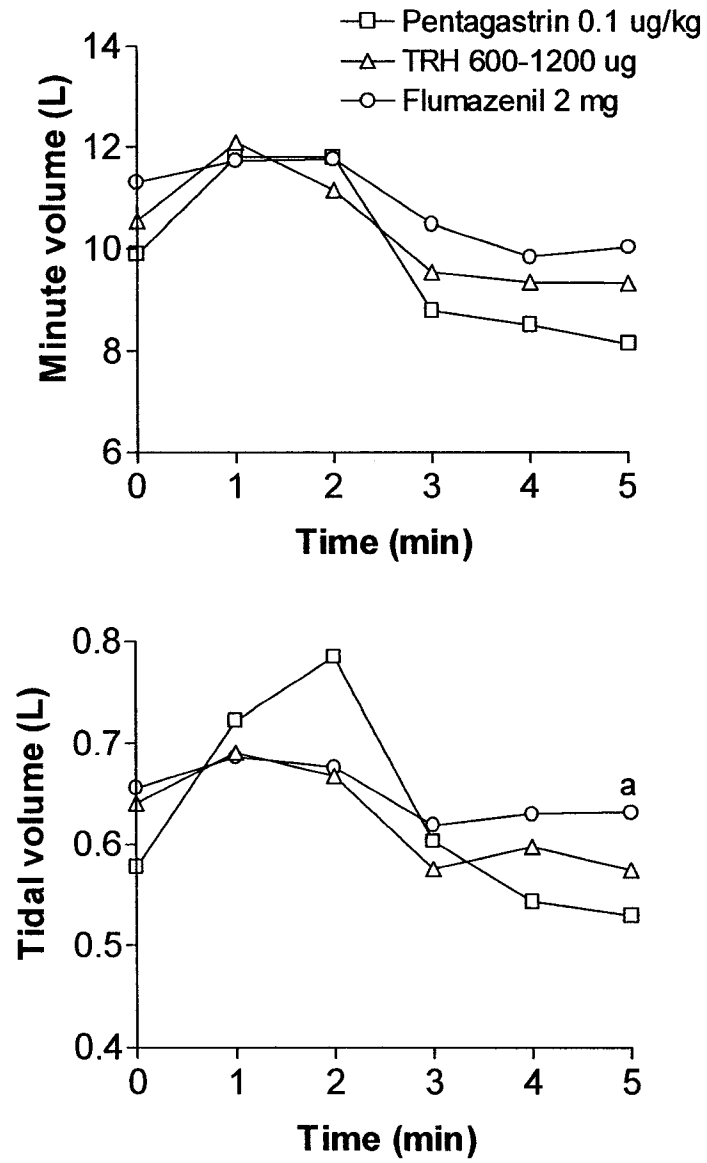 Pentagastrin 0.1 ug/kg
TRH 600-1200 ug
Flumazenil 2 mg
Minute volume (L)
14
12
10
8
6
0 1 2 3 4 5
Time (min)
Tidal volume (L)
0.8
0.7
0.6
0.5
0.4
a
0 1 2 3 4 5
Time (min)